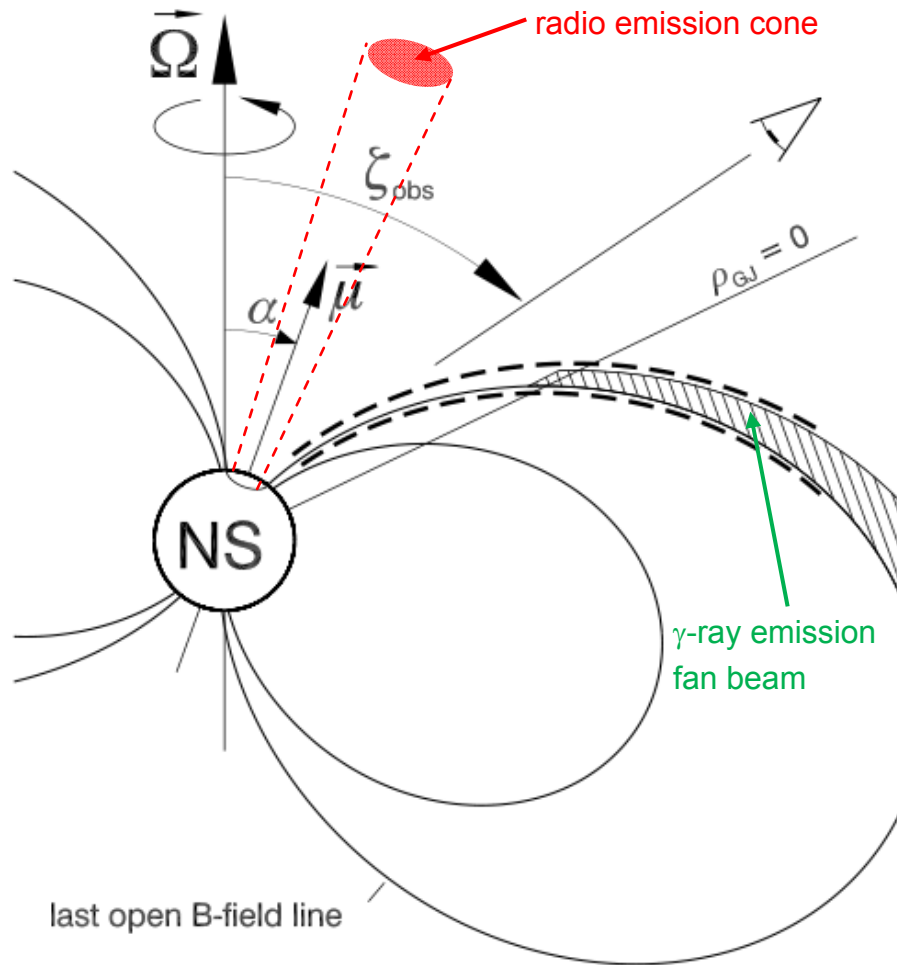 radio emission cone
Ω
ζobs
ρGJ = 0
α
μ
NS
γ-ray emission
fan beam
last open B-field line